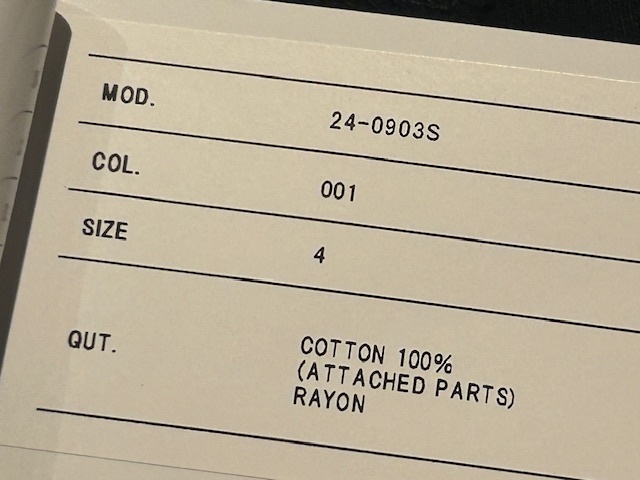 MOD. 24-0903S
COL. 001
SIZE 4
QUT. COTTON 100%
(ATTACHED PARTS)
RAYON